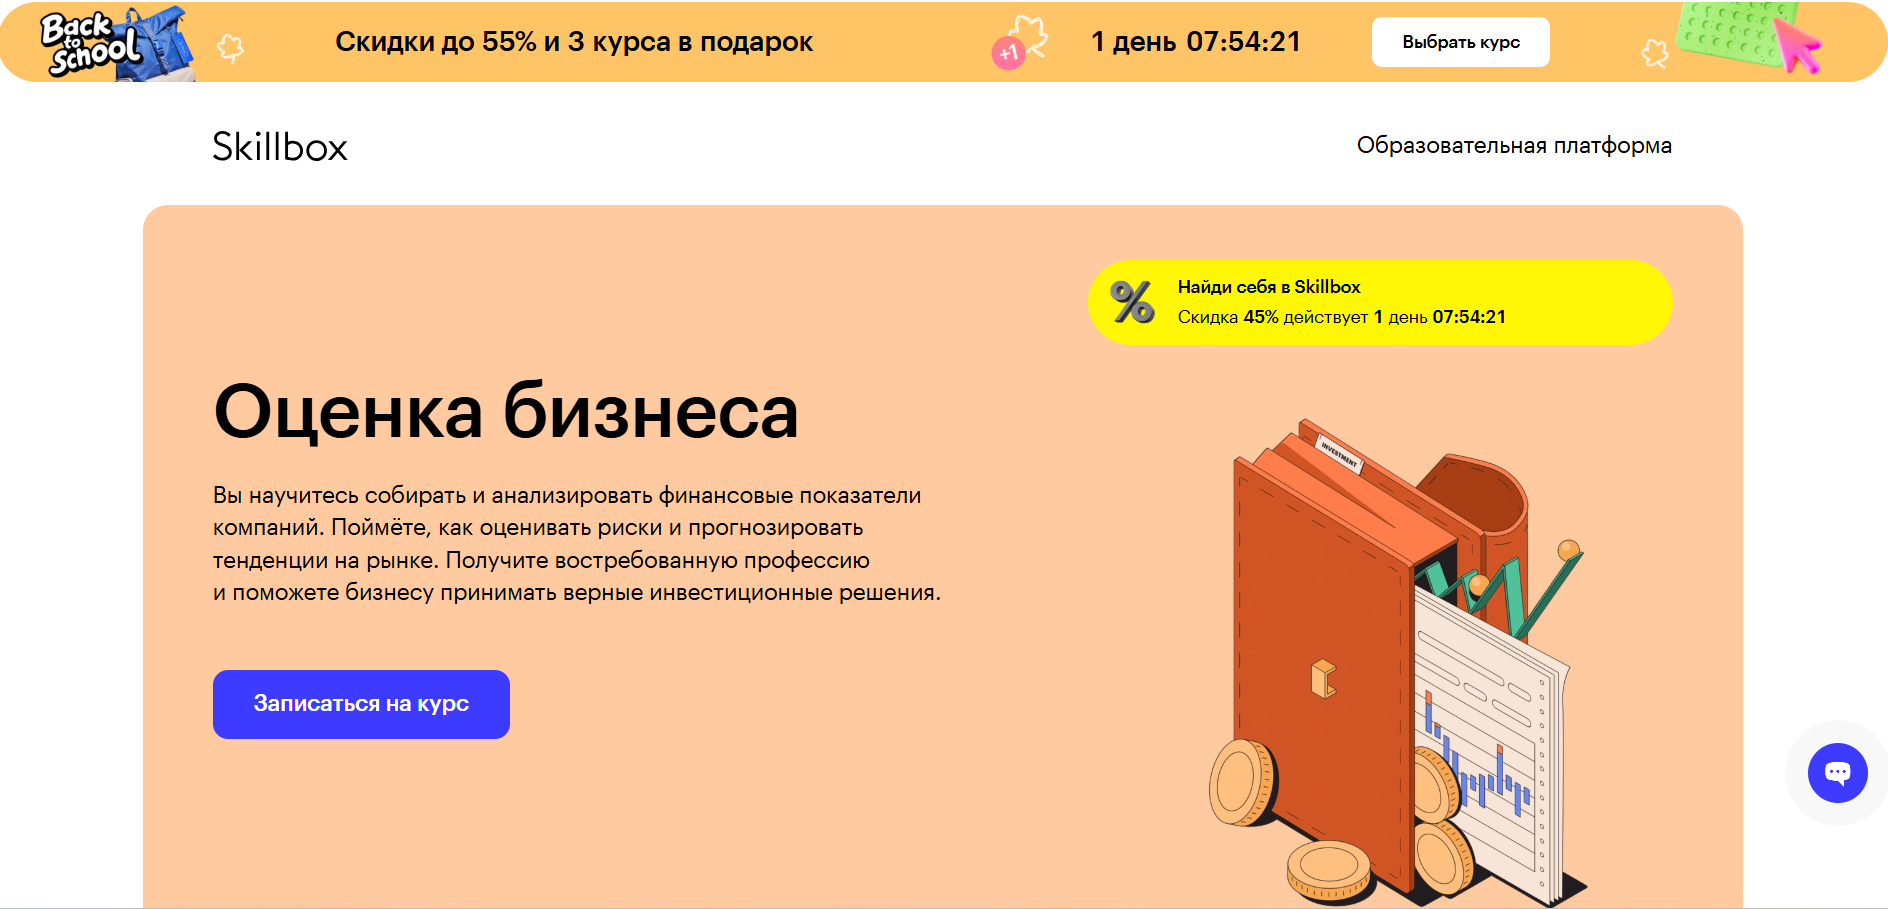 Back
to
School
Скидки до 55% и 3 курса в подарок
+1
1 день 07:54:21
Выбрать курс
Skillbox
Образовательная платформа
%
Найди себя в Skillbox
Скидка 45% действует 1 день 07:54:21
Оценка бизнеса
INVESTMENT
Вы научитесь собирать и анализировать финансовые показатели
компаний. Поймёте, как оценивать риски и прогнозировать
тенденции на рынке. Получите востребованную профессию
и поможете бизнесу принимать верные инвестиционные решения.
Записаться на курс